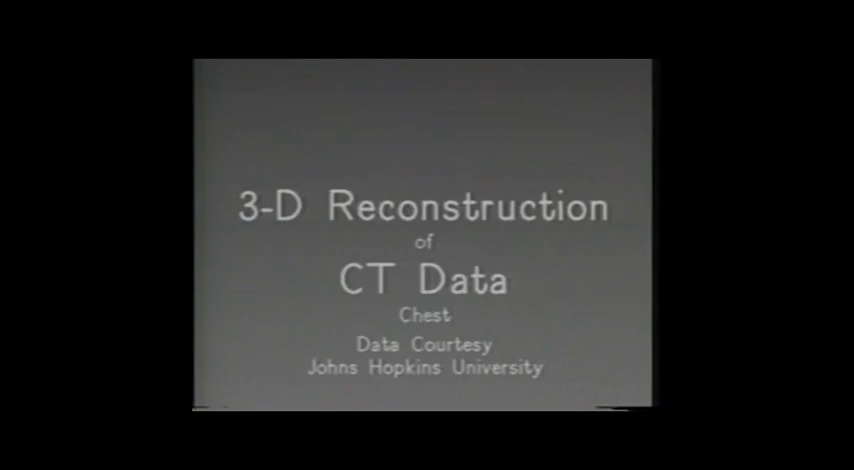 3-D Reconstruction
of
CT Data
Chest
Data Courtesy
Johns Hopkins University